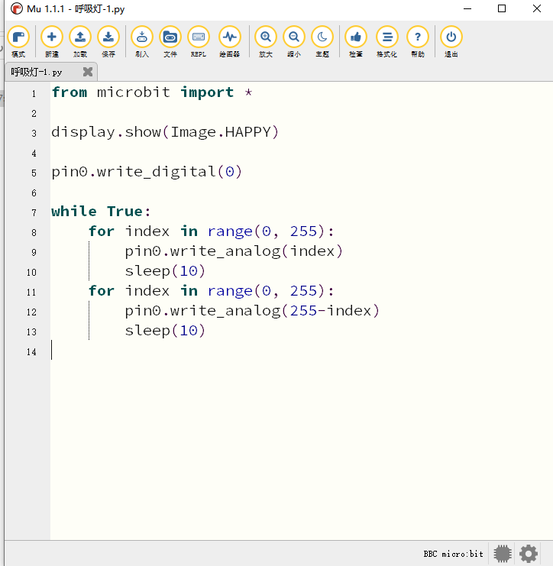 Mu 1.1.1 - 呼吸灯-1.py
模式 新建 加载 保存 刷入 文件 REPL 绘图器 放大 缩小 主题 检查 格式化 帮助 退出
呼吸灯-1.py
1 from microbit import *
2
3 display.show(Image.HAPPY)
4
5 pin0.write_digital(0)
6
7 while True:
8     for index in range(0, 255):
9         pin0.write_analog(index)
10         sleep(10)
11     for index in range(0, 255):
12         pin0.write_analog(255-index)
13         sleep(10)
14
BBC micro:bit